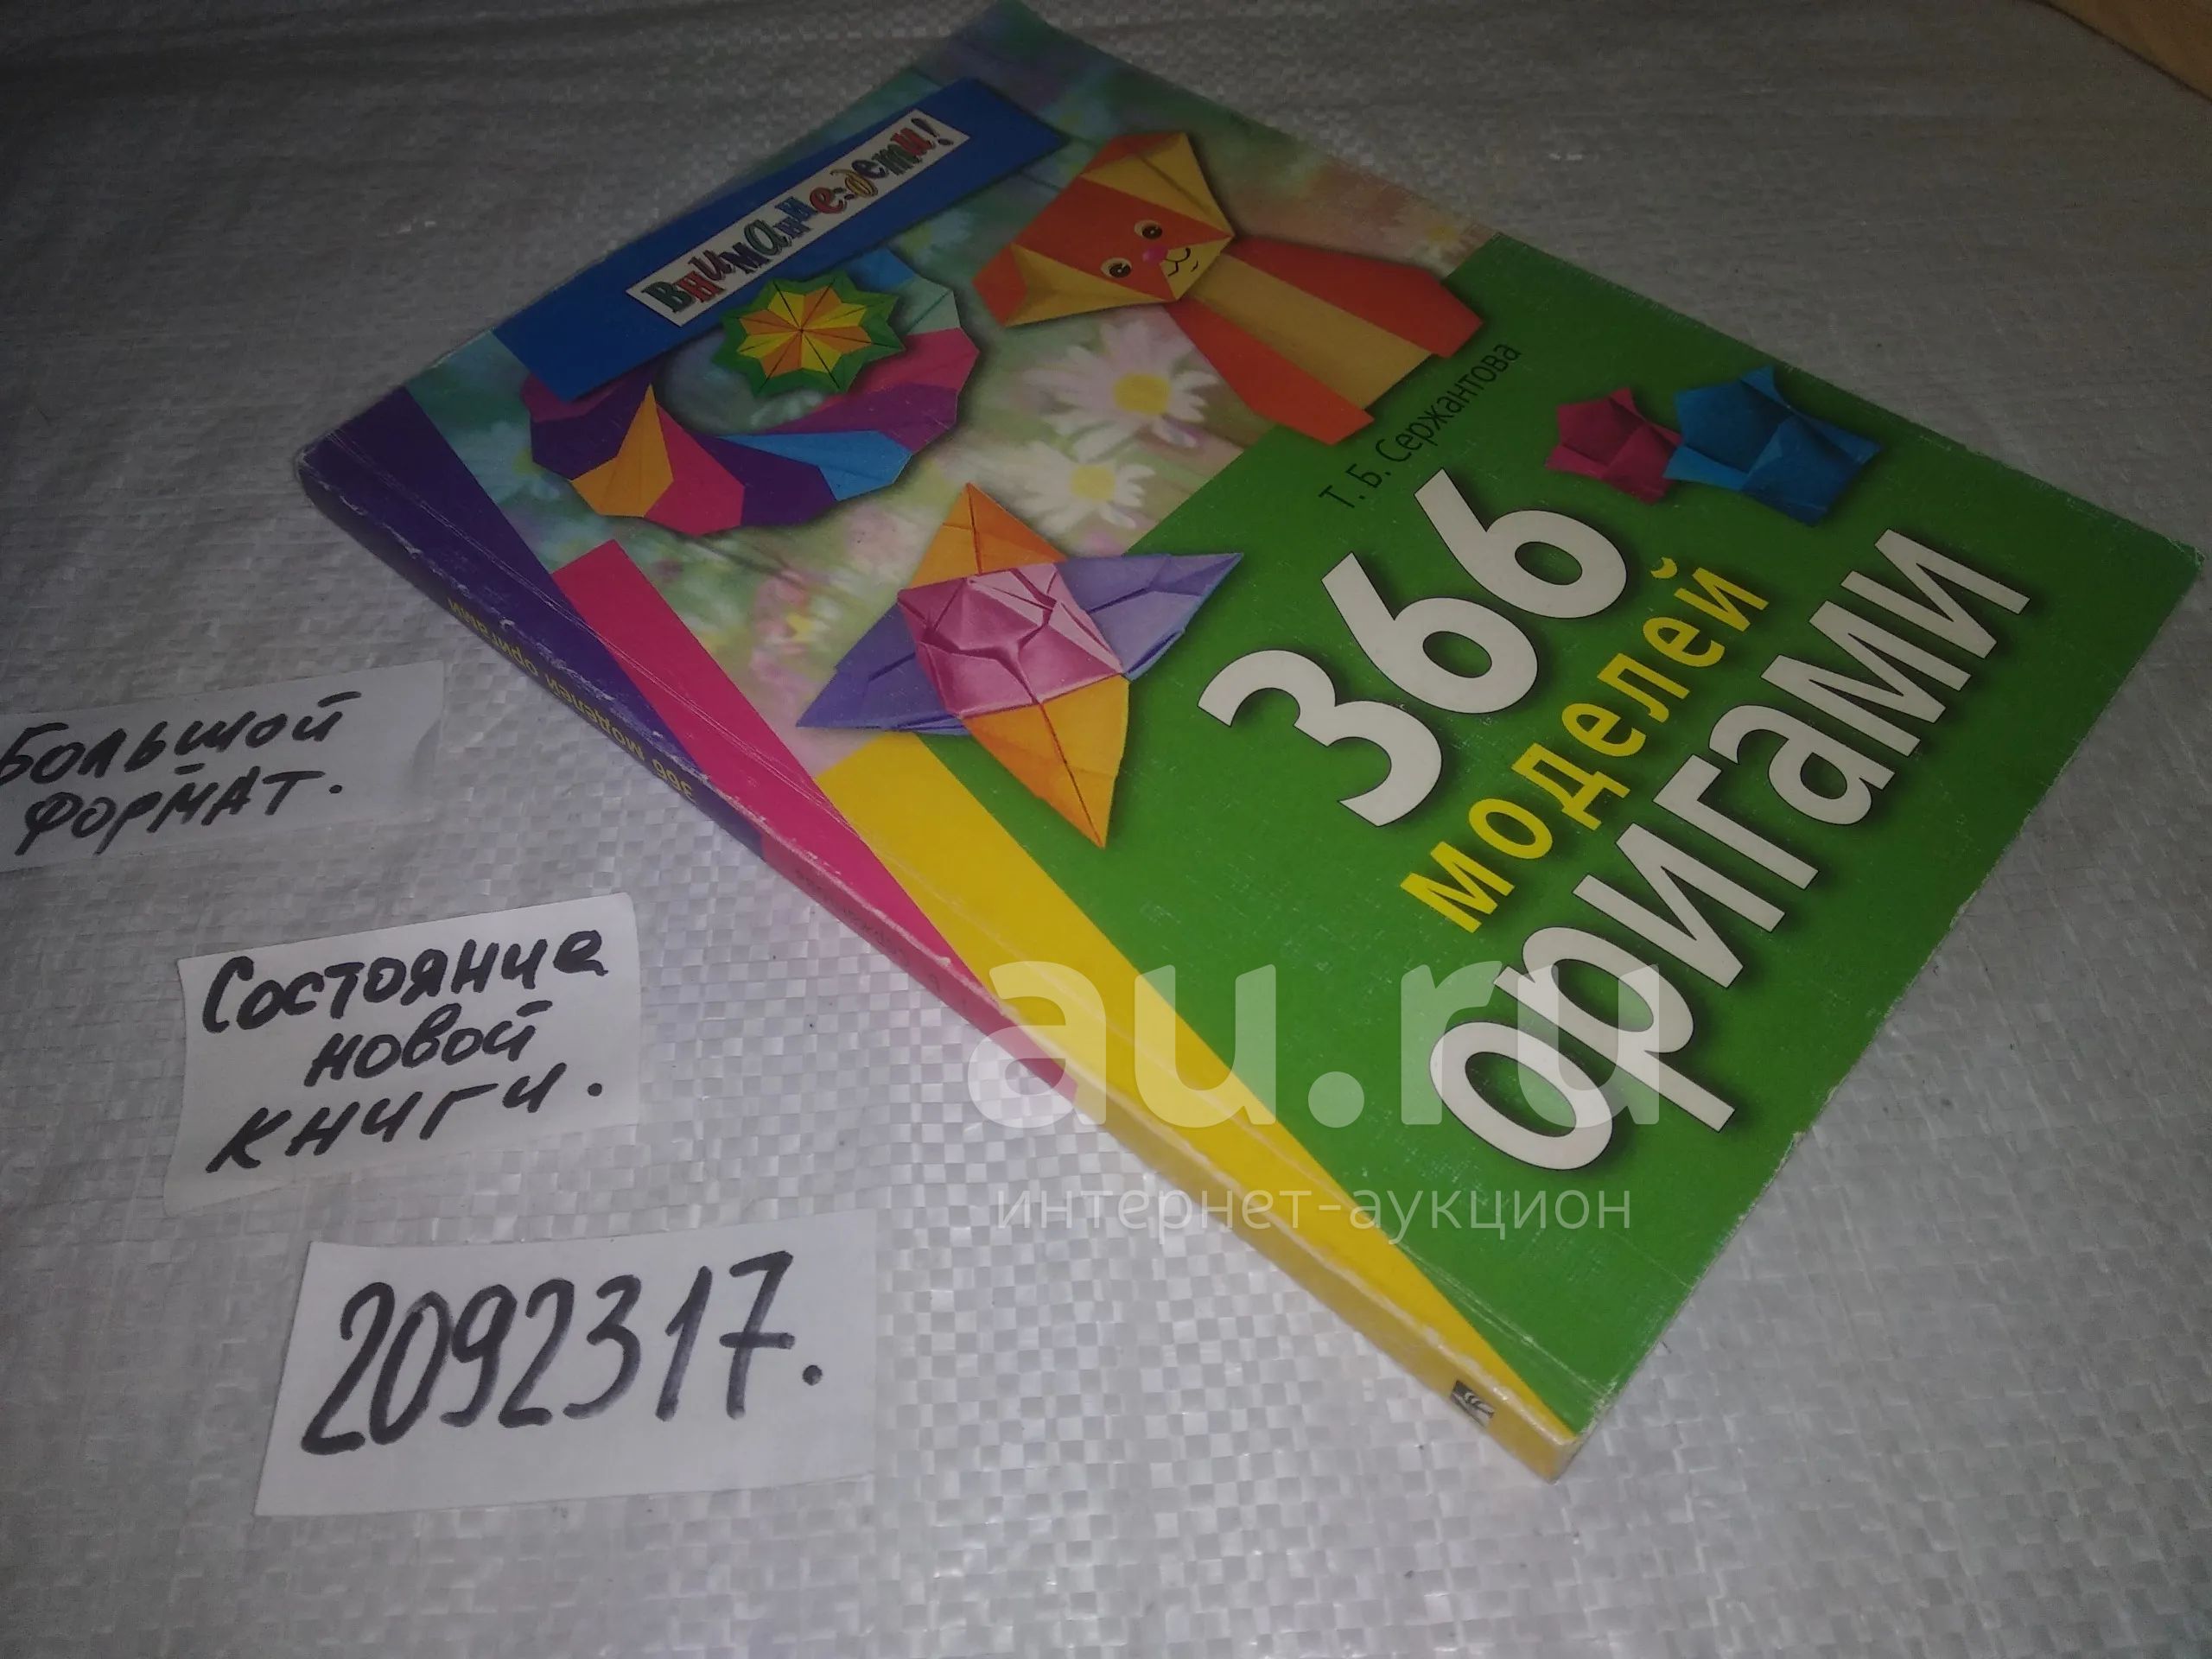 Внимание: дети!
Т. Б. Сержантова
366
моделей
оригами
366 моделей оригами
БОЛЬШОЙ
ФОРМАТ.
Состояние
новой
книги.
2092317.
au.ru
интернет-аукцион